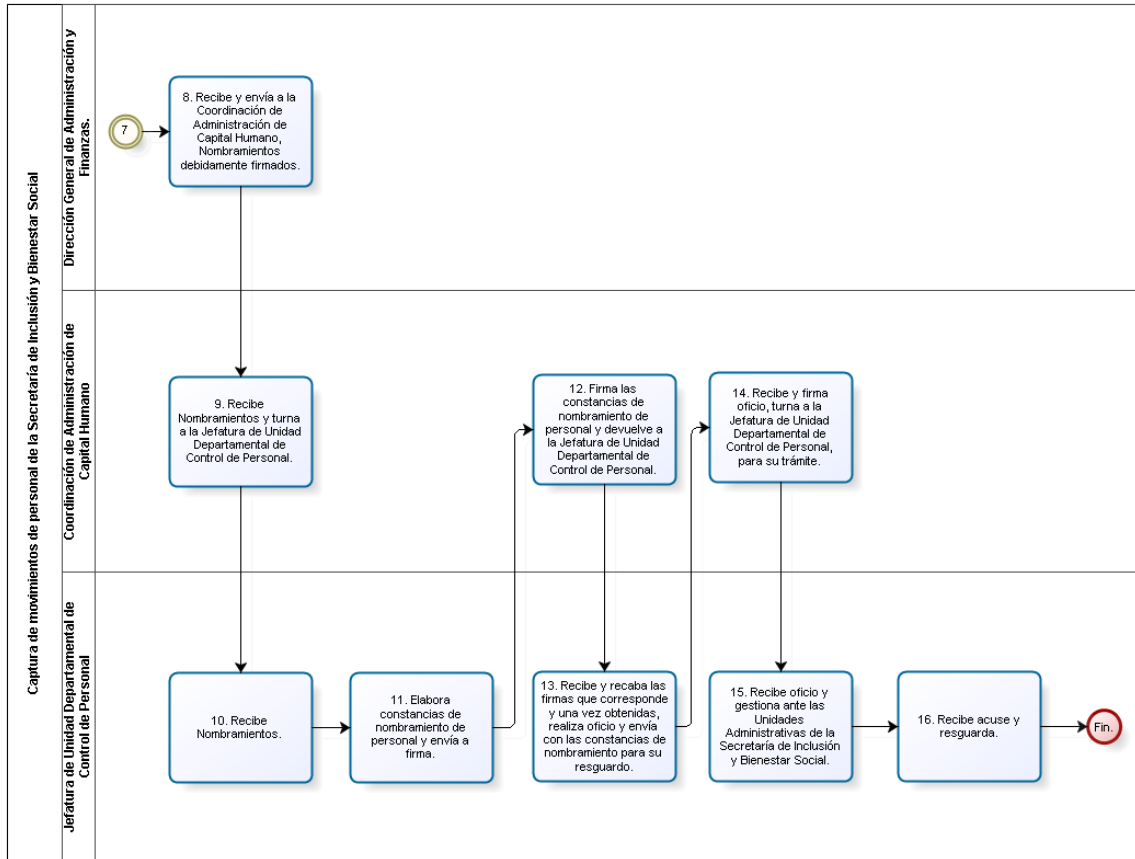 Captura de movimientos de personal de la Secretaría de Inclusión y Bienestar Social
Dirección General de Administración y
Finanzas.
7
8. Recibe y envía a la
Coordinación de
Administración de
Capital Humano,
Nombramientos
debidamente firmados.
Coordinación de Administración de
Capital Humano
9. Recibe
Nombramientos y turna
a la Jefatura de Unidad
Departamental de
Control de Personal.
12. Firma las
constancias de
nombramiento de
personal y devuelve a
la Jefatura de Unidad
Departamental de
Control de Personal.
14. Recibe y firma
oficio, turna a la
Jefatura de Unidad
Departamental de
Control de Personal,
para su trámite.
Jefatura de Unidad Departamental de
Control de Personal
10. Recibe
Nombramientos.
11. Elabora
constancias de
nombramiento de
personal y envía a
firma.
13. Recibe y recaba las
firmas que corresponde
y una vez obtenidas,
realiza oficio y envía
con las constancias de
nombramiento para su
resguardo.
15. Recibe oficio y
gestiona ante las
Unidades
Administrativas de la
Secretaría de Inclusión
y Bienestar Social.
16. Recibe acuse y
resguarda.
Fin.